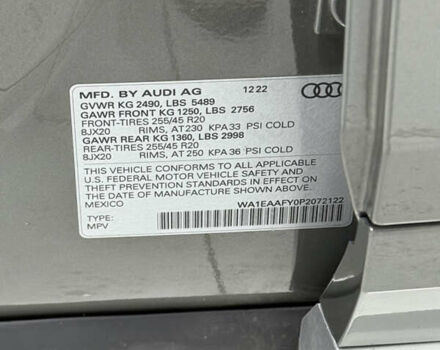 MFD. BY AUDI AG 12 22
GVWR KG 2490, LBS 5489
GAWR FRONT KG 1250, LBS 2756
FRONT-TIRES 255/45 R20
8JX20 RIMS, AT 230 KPA 33 PSI COLD
GAWR REAR KG 1360, LBS 2998
REAR-TIRES 255/45 R20
8JX20 RIMS, AT 250 KPA 36 PSI COLD
THIS VEHICLE CONFORMS TO ALL APPLICABLE
U.S. FEDERAL MOTOR VEHICLE SAFETY AND
THEFT PREVENTION STANDARDS IN EFFECT ON
THE DATE OF MANUFACTURE SHOWN ABOVE
MEXICO WA1EAAFY0P2072122
TYPE:
MPV